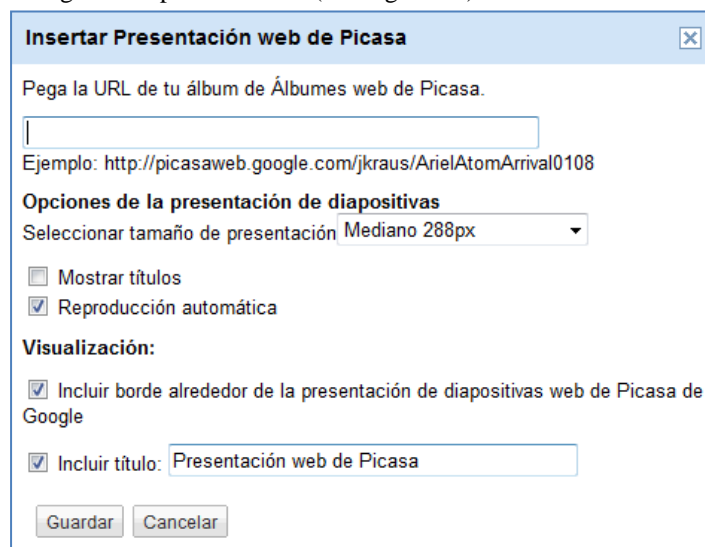 Insertar Presentación web de Picasa
Pega la URL de tu álbum de Álbumes web de Picasa.
Ejemplo: http://picasaweb.google.com/jkraus/ArielAtomArrival0108
Opciones de la presentación de diapositivas
Seleccionar tamaño de presentación Mediano 288px
Mostrar títulos
Reproducción automática
Visualización:
Incluir borde alrededor de la presentación de diapositivas web de Picasa de
Google
Incluir título: Presentación web de Picasa
Guardar Cancelar